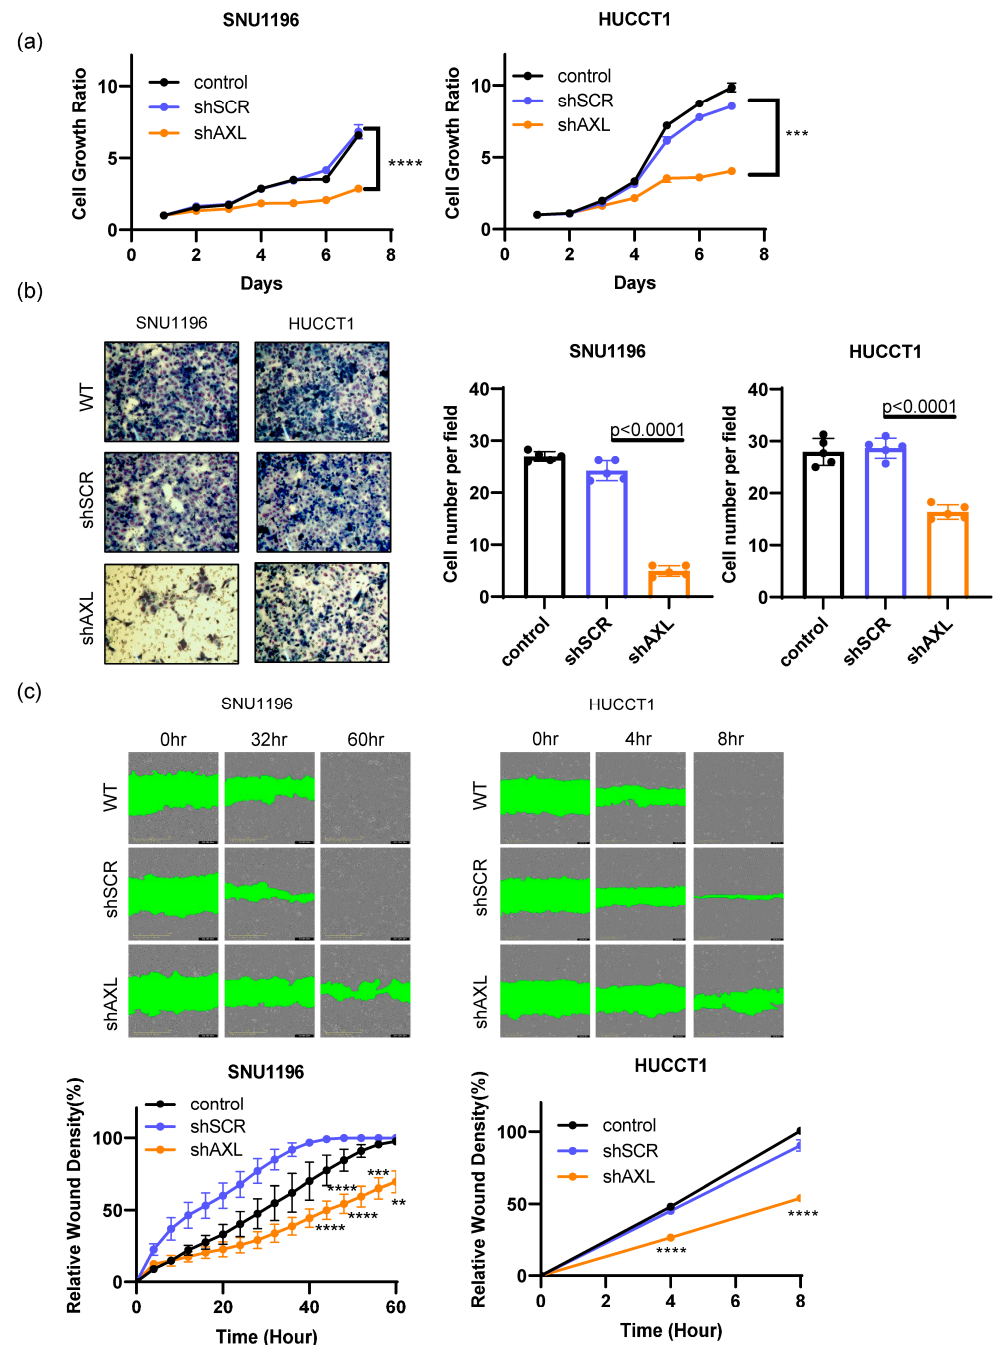 (a)
SNU1196
HUCCT1
Cell Growth Ratio
10
5
0
control
shSCR
shAXL
****
0 2 4 6 8
Days
Cell Growth Ratio
10
5
0
control
shSCR
shAXL
***
0 2 4 6 8
Days
(b)
SNU1196 HUCCT1
WT
shSCR
shAXL
SNU1196
Cell number per field
40
30
20
10
0
p<0.0001
control shSCR shAXL
HUCCT1
Cell number per field
40
30
20
10
0
p<0.0001
control shSCR shAXL
(c)
SNU1196
0hr 32hr 60hr
WT
shSCR
shAXL
HUCCT1
0hr 4hr 8hr
WT
shSCR
shAXL
SNU1196
Relative Wound Density(%)
100
50
0
control
shSCR
shAXL
***
****
**
****
****
0 20 40 60
Time (Hour)
HUCCT1
Relative Wound Density(%)
100
50
0
control
shSCR
shAXL
****
****
0 2 4 6 8
Time (Hour)